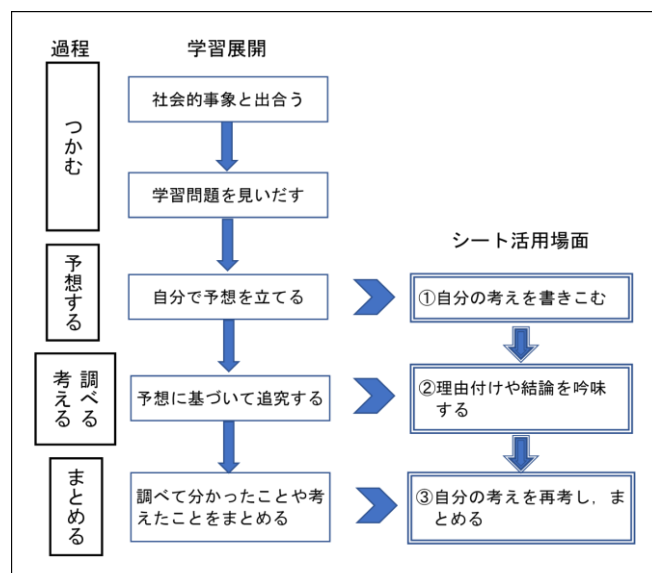 過程
学習展開
つかむ
社会的事象と出合う
学習問題を見いだす
シート活用場面
予想する
自分で予想を立てる
①自分の考えを書きこむ
調べる
考える
予想に基づいて追究する
②理由付けや結論を吟味
する
まとめる
調べて分かったことや考
えたことをまとめる
③自分の考えを再考し，ま
とめる